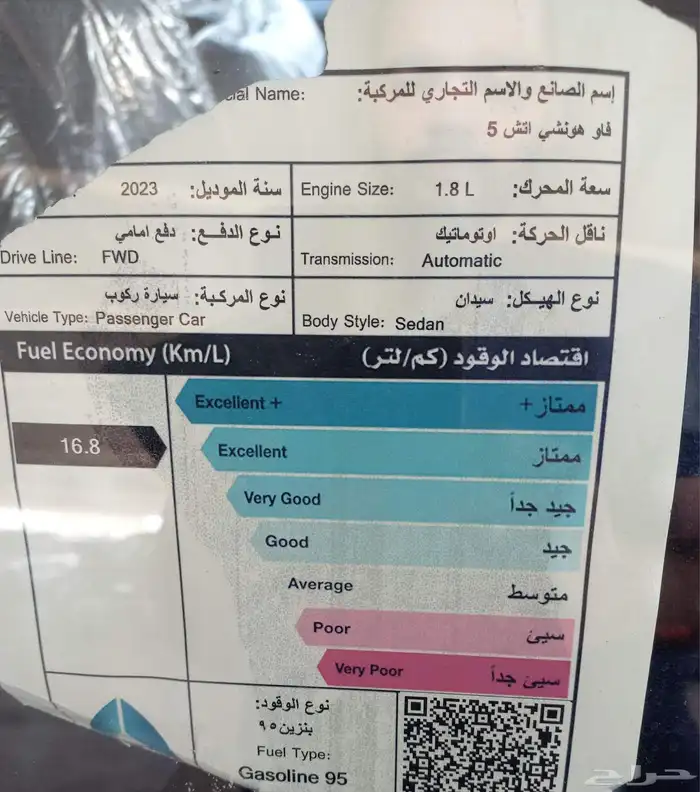 إسم الصانع والاسم التجاري للمركبة:
cial Name:
فاو هونشي اتش 5
سعة المحرك: 1.8 L Engine Size:
سنة الموديل: 2023
ناقل الحركة: اوتوماتيك
Transmission: Automatic
نوع الدفع: دفع امامي
Drive Line: FWD
نوع الهيكل: سيدان
Body Style: Sedan
نوع المركبة: سيارة ركوب
Vehicle Type: Passenger Car
Fuel Economy (Km/L) اقتصاد الوقود (كم/لتر)
Excellent + ممتاز +
16.8
Excellent ممتاز
Very Good جيد جداً
Good جيد
Average متوسط
Poor سيئ
Very Poor سيئ جداً
نوع الوقود:
بنزين ٩٥
Fuel Type:
Gasoline 95
حراج